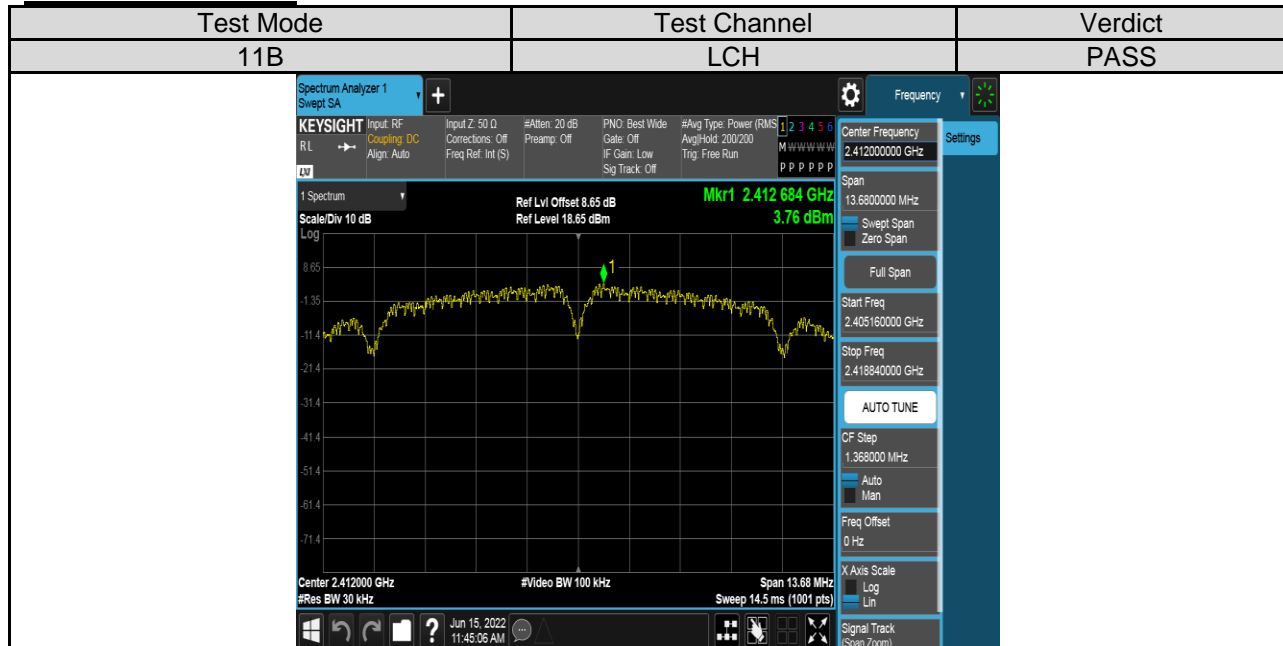 Test Mode Test Channel Verdict
11B LCH PASS
Spectrum Analyzer 1
Swept SA
+
Frequency
KEYSIGHT
RL
LXI
Input: RF
Coupling: DC
Align: Auto
Input Z: 50 Ω
Corrections: Off
Freq Ref: Int (S)
#Atten: 20 dB
Preamp: Off
PNO: Best Wide
Gate: Off
IF Gain: Low
Sig Track: Off
#Avg Type: Power (RMS
Avg|Hold: 200/200
Trig: Free Run
1 2 3 4 5 6
M W W W W W
P P P P P P
Center Frequency
2.412000000 GHz
Settings
1 Spectrum
Scale/Div 10 dB
Ref Lvl Offset 8.65 dB
Ref Level 18.65 dBm
Mkr1 2.412 684 GHz
3.76 dBm
Log
8.65
-1.35
-11.4
-21.4
-31.4
-41.4
-51.4
-61.4
-71.4
1
Center 2.412000 GHz
#Res BW 30 kHz
#Video BW 100 kHz
Span 13.68 MHz
Sweep 14.5 ms (1001 pts)
Span
13.6800000 MHz
Swept Span
Zero Span
Full Span
Start Freq
2.405160000 GHz
Stop Freq
2.418840000 GHz
AUTO TUNE
CF Step
1.368000 MHz
Auto
Man
Freq Offset
0 Hz
X Axis Scale
Log
Lin
Signal Track
(Span Zoom)
?
Jun 15, 2022
11:45:06 AM